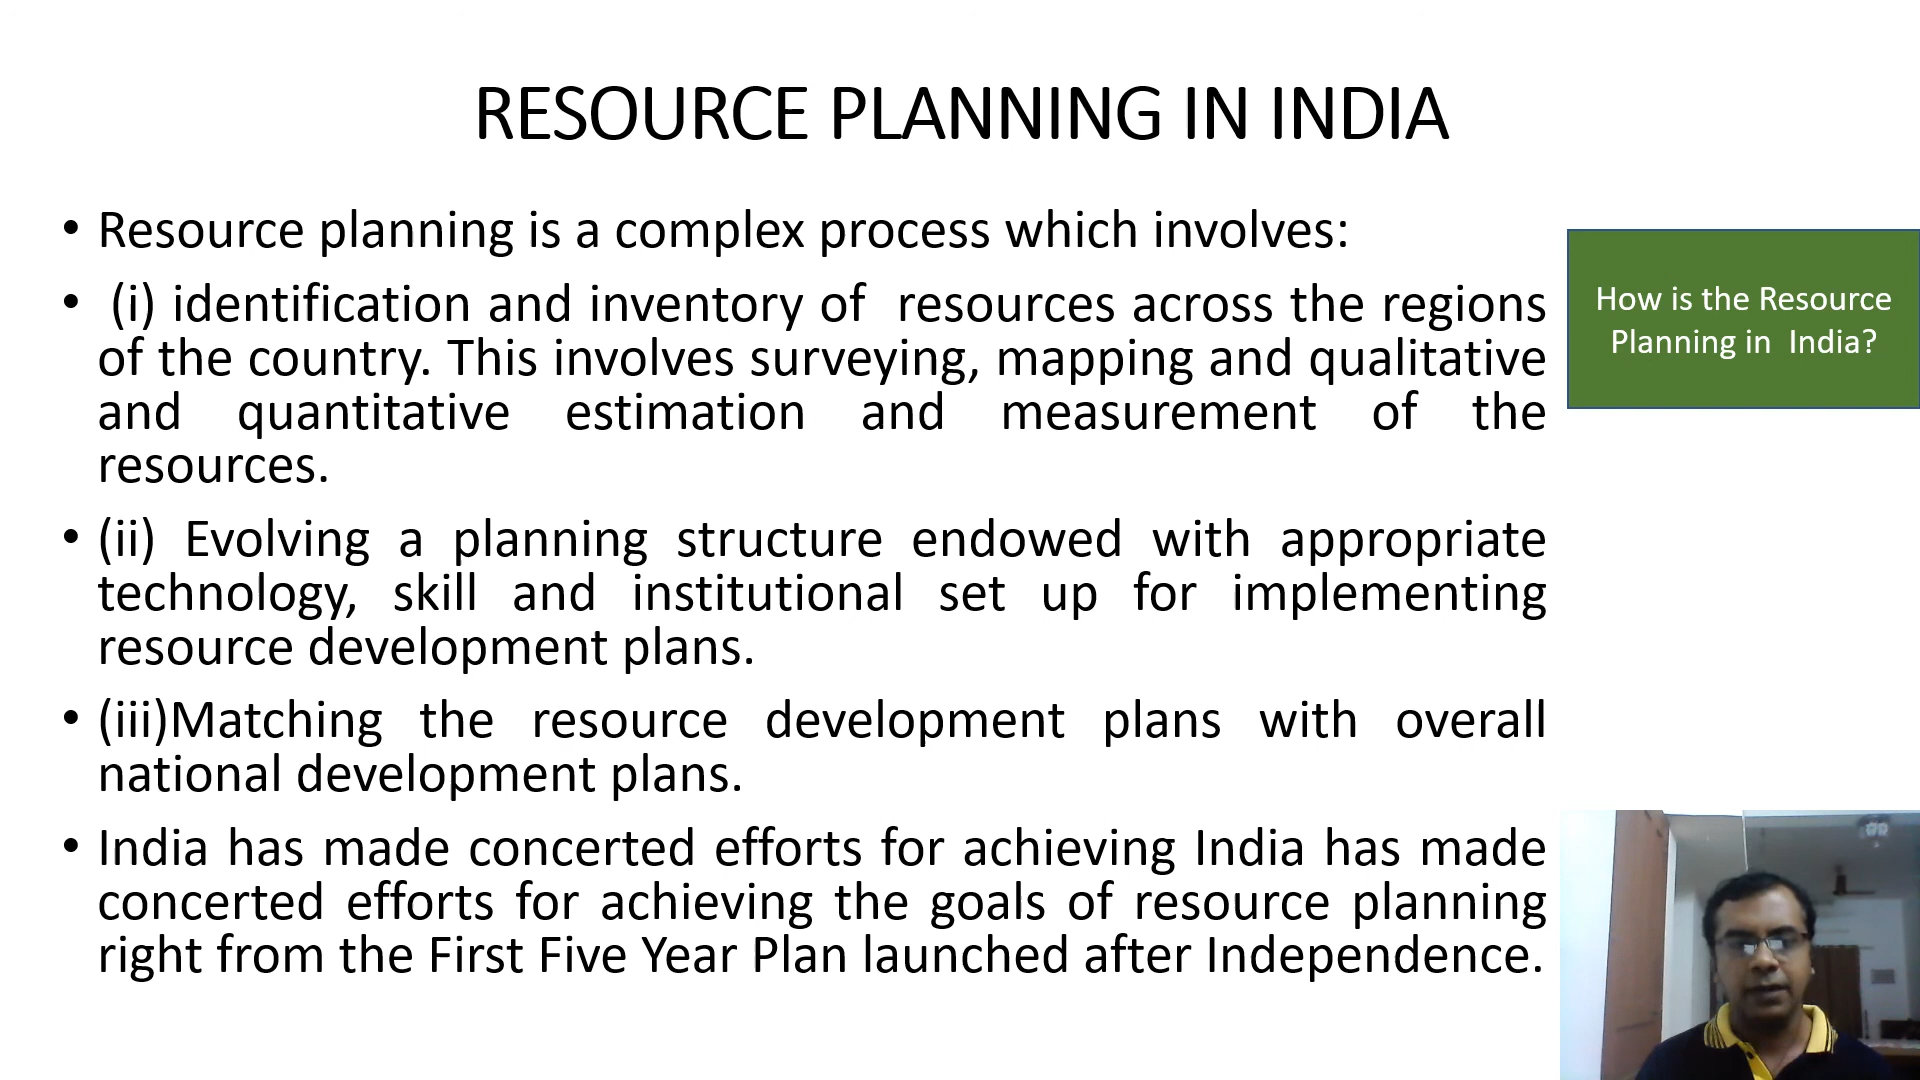 RESOURCE PLANNING IN INDIA
• Resource planning is a complex process which involves:
• (i) identification and inventory of resources across the regions
of the country. This involves surveying, mapping and qualitative
and quantitative estimation and measurement of the
resources.
• (ii) Evolving a planning structure endowed with appropriate
technology, skill and institutional set up for implementing
resource development plans.
• (iii)Matching the resource development plans with overall
national development plans.
• India has made concerted efforts for achieving India has made
concerted efforts for achieving the goals of resource planning
right from the First Five Year Plan launched after Independence.
How is the Resource
Planning in India?